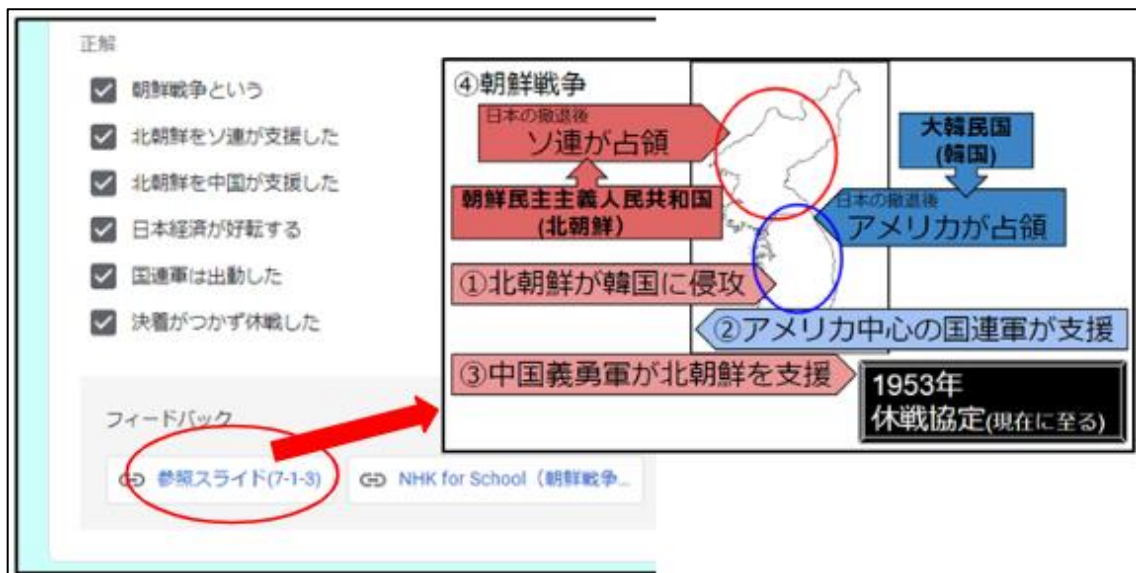 正解
朝鮮戦争という
北朝鮮をソ連が支援した
北朝鮮を中国が支援した
日本経済が好転する
国連軍は出動した
決着がつかず休戦した
フィードバック
参照スライド(7-1-3)
NHK for School（朝鮮戦争...
④朝鮮戦争
日本の撤退後
ソ連が占領
朝鮮民主主義人民共和国
(北朝鮮）
大韓民国
(韓国)
日本の撤退後
アメリカが占領
①北朝鮮が韓国に侵攻
②アメリカ中心の国連軍が支援
③中国義勇軍が北朝鮮を支援
1953年
休戦協定(現在に至る)